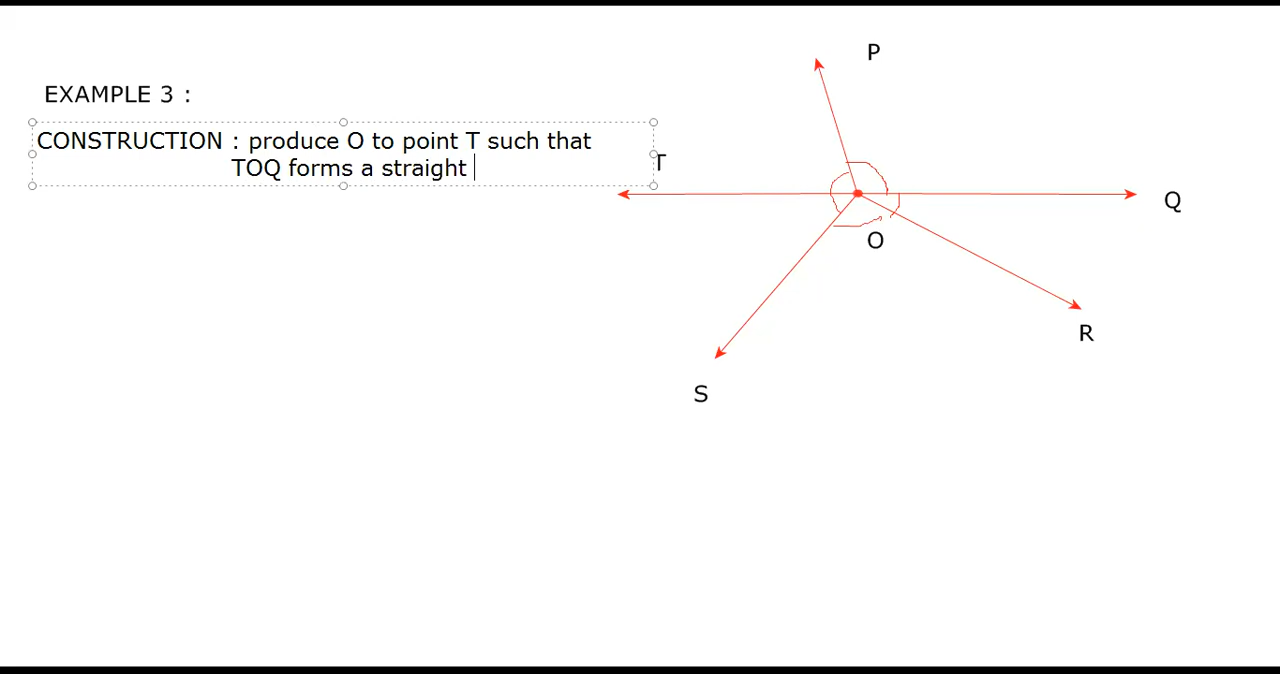 P
EXAMPLE 3 :
CONSTRUCTION : produce O to point T such that
TOQ forms a straight
T
Q
O
R
S